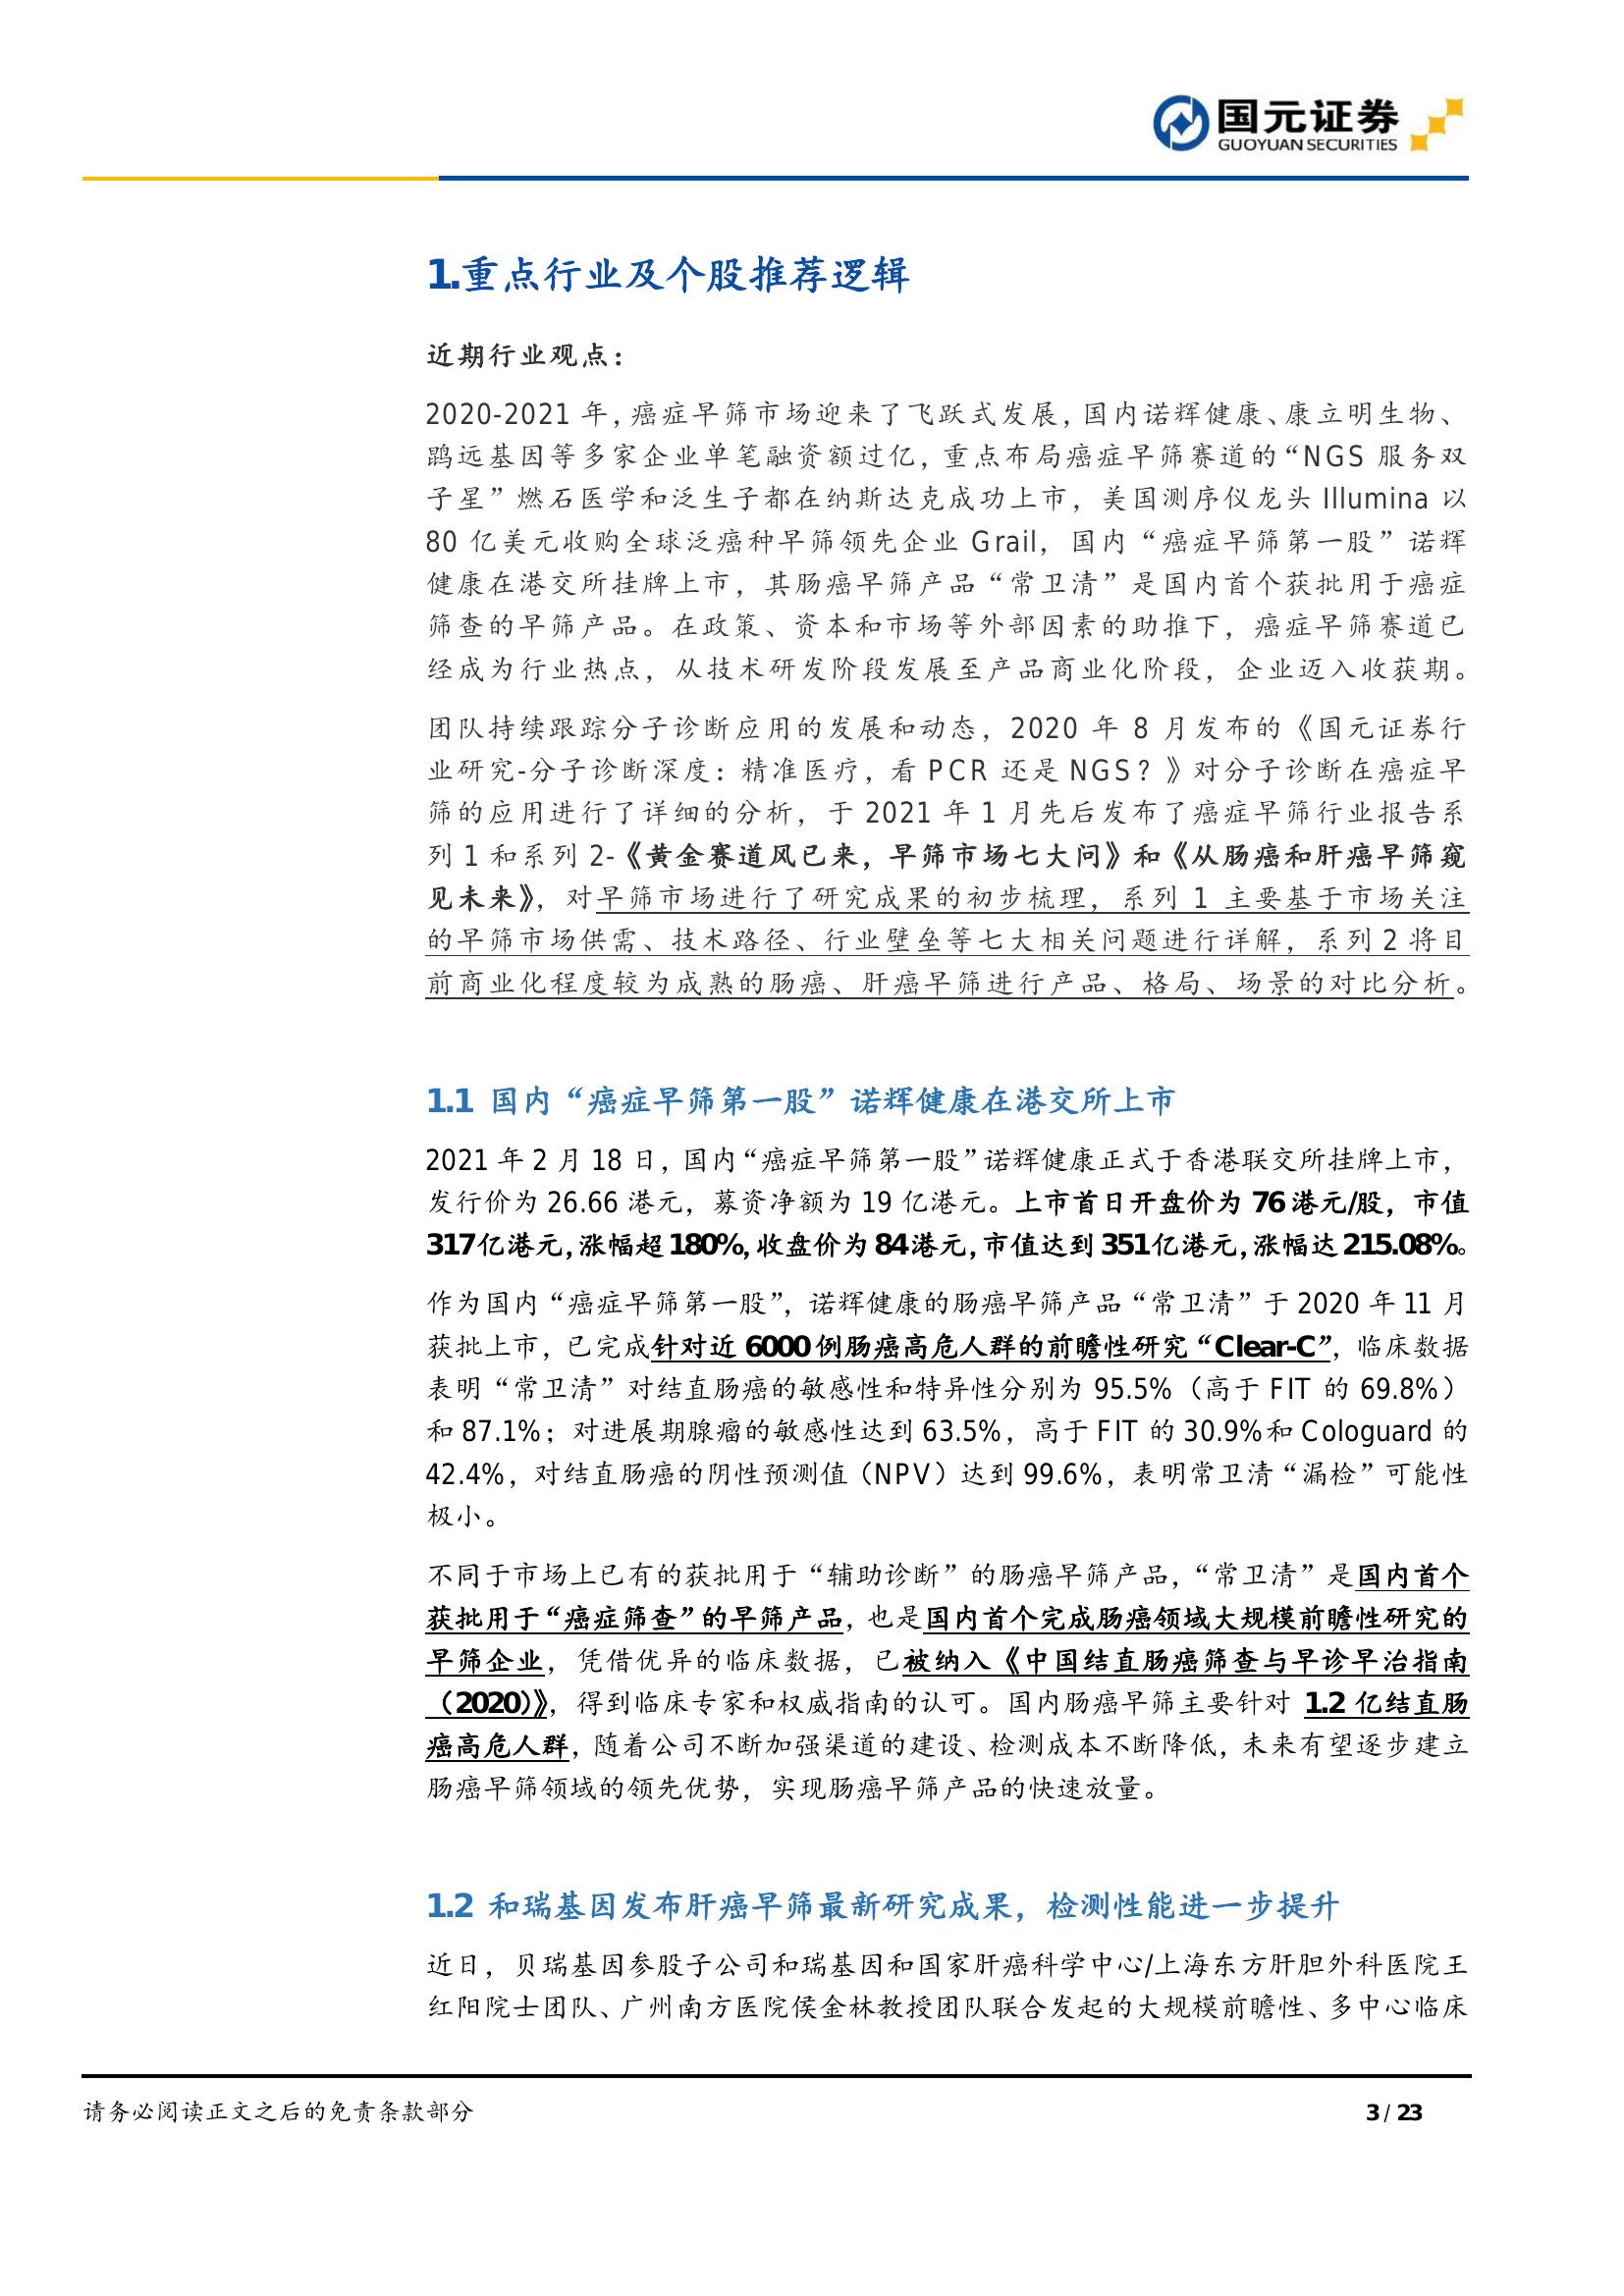 国元证券
GUOYUAN SECURITIES
1.重点行业及个股推荐逻辑
近期行业观点：
2020-2021 年，癌症早筛市场迎来了飞跃式发展，国内诺辉健康、康立明生物、
鹍远基因等多家企业单笔融资额过亿，重点布局癌症早筛赛道的“NGS 服务双
子星”燃石医学和泛生子都在纳斯达克成功上市，美国测序仪龙头 Illumina 以
80 亿美元收购全球泛癌种早筛领先企业 Grail，国内“癌症早筛第一股”诺辉
健康在港交所挂牌上市，其肠癌早筛产品“常卫清”是国内首个获批用于癌症
筛查的早筛产品。在政策、资本和市场等外部因素的助推下，癌症早筛赛道已
经成为行业热点，从技术研发阶段发展至产品商业化阶段，企业迈入收获期。
团队持续跟踪分子诊断应用的发展和动态，2020 年 8 月发布的《国元证券行
业研究-分子诊断深度：精准医疗，看 PCR 还是 NGS？》对分子诊断在癌症早
筛的应用进行了详细的分析，于 2021 年 1 月先后发布了癌症早筛行业报告系
列 1 和系列 2-《黄金赛道风已来，早筛市场七大问》和《从肠癌和肝癌早筛窥
见未来》，对早筛市场进行了研究成果的初步梳理，系列 1 主要基于市场关注
的早筛市场供需、技术路径、行业壁垒等七大相关问题进行详解，系列 2 将目
前商业化程度较为成熟的肠癌、肝癌早筛进行产品、格局、场景的对比分析。
1.1 国内“癌症早筛第一股”诺辉健康在港交所上市
2021 年 2 月 18 日，国内“癌症早筛第一股”诺辉健康正式于香港联交所挂牌上市，
发行价为 26.66 港元，募资净额为 19 亿港元。上市首日开盘价为 76 港元/股，市值
317亿港元，涨幅超 180%，收盘价为 84港元，市值达到 351亿港元，涨幅达 215.08%。
作为国内“癌症早筛第一股”，诺辉健康的肠癌早筛产品“常卫清”于 2020 年 11 月
获批上市，已完成针对近 6000 例肠癌高危人群的前瞻性研究“Clear-C”，临床数据
表明“常卫清”对结直肠癌的敏感性和特异性分别为 95.5%（高于 FIT 的 69.8%）
和 87.1%；对进展期腺瘤的敏感性达到 63.5%，高于 FIT 的 30.9%和 Cologuard 的
42.4%，对结直肠癌的阴性预测值（NPV）达到 99.6%，表明常卫清“漏检”可能性
极小。
不同于市场上已有的获批用于“辅助诊断”的肠癌早筛产品，“常卫清”是国内首个
获批用于“癌症筛查”的早筛产品，也是国内首个完成肠癌领域大规模前瞻性研究的
早筛企业，凭借优异的临床数据，已被纳入《中国结直肠癌筛查与早诊早治指南
（2020）》，得到临床专家和权威指南的认可。国内肠癌早筛主要针对 1.2 亿结直肠
癌高危人群，随着公司不断加强渠道的建设、检测成本不断降低，未来有望逐步建立
肠癌早筛领域的领先优势，实现肠癌早筛产品的快速放量。
1.2 和瑞基因发布肝癌早筛最新研究成果，检测性能进一步提升
近日，贝瑞基因参股子公司和瑞基因和国家肝癌科学中心/上海东方肝胆外科医院王
红阳院士团队、广州南方医院侯金林教授团队联合发起的大规模前瞻性、多中心临床
请务必阅读正文之后的免责条款部分
3 / 23